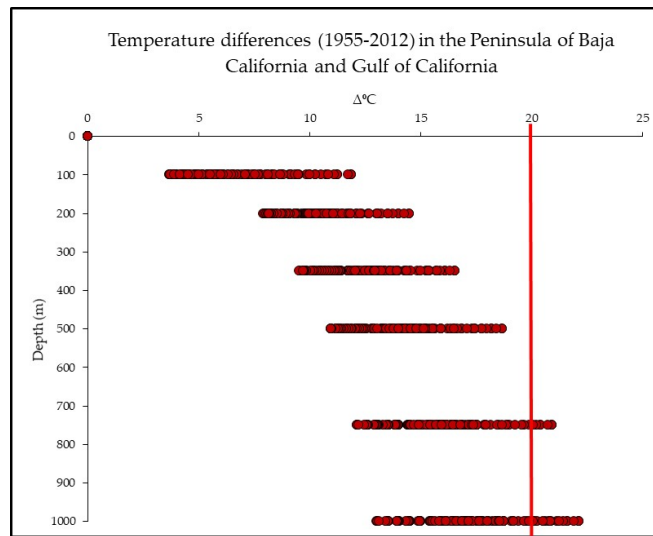 Temperature differences (1955-2012) in the Peninsula of Baja
California and Gulf of California
Δ°C
0 5 10 15 20 25
0
100
200
300
400
500
600
700
800
900
1000
Depth (m)